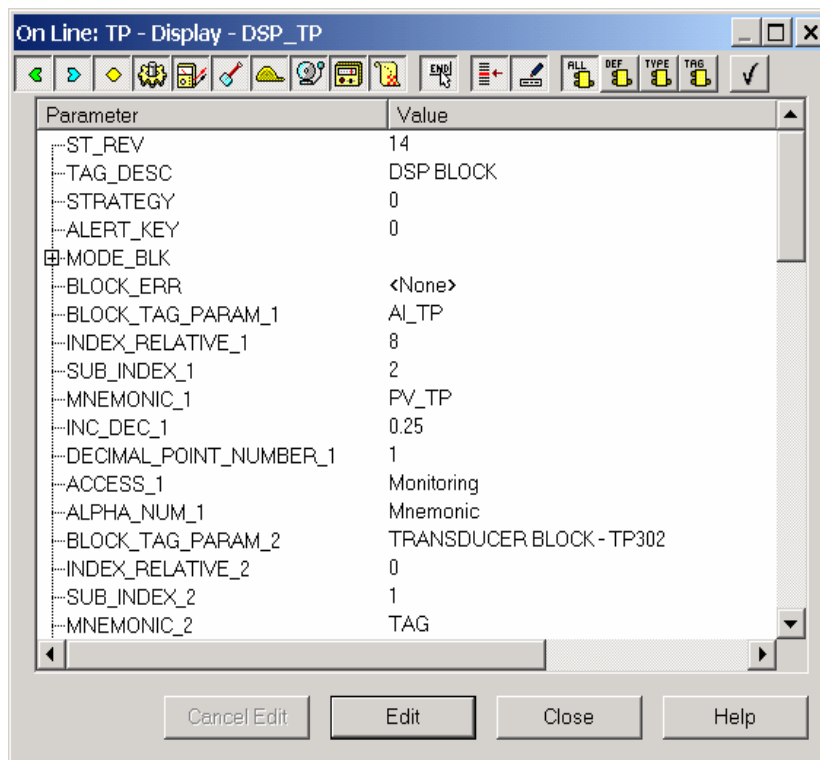 On Line: TP - Display - DSP_TP
END
ALL DEF TYPE TAG
Parameter Value
ST_REV 14
TAG_DESC DSP BLOCK
STRATEGY 0
ALERT_KEY 0
MODE_BLK
BLOCK_ERR <None>
BLOCK_TAG_PARAM_1 AI_TP
INDEX_RELATIVE_1 8
SUB_INDEX_1 2
MNEMONIC_1 PV_TP
INC_DEC_1 0.25
DECIMAL_POINT_NUMBER_1 1
ACCESS_1 Monitoring
ALPHA_NUM_1 Mnemonic
BLOCK_TAG_PARAM_2 TRANSDUCER BLOCK - TP302
INDEX_RELATIVE_2 0
SUB_INDEX_2 1
MNEMONIC_2 TAG
Cancel Edit Edit Close Help